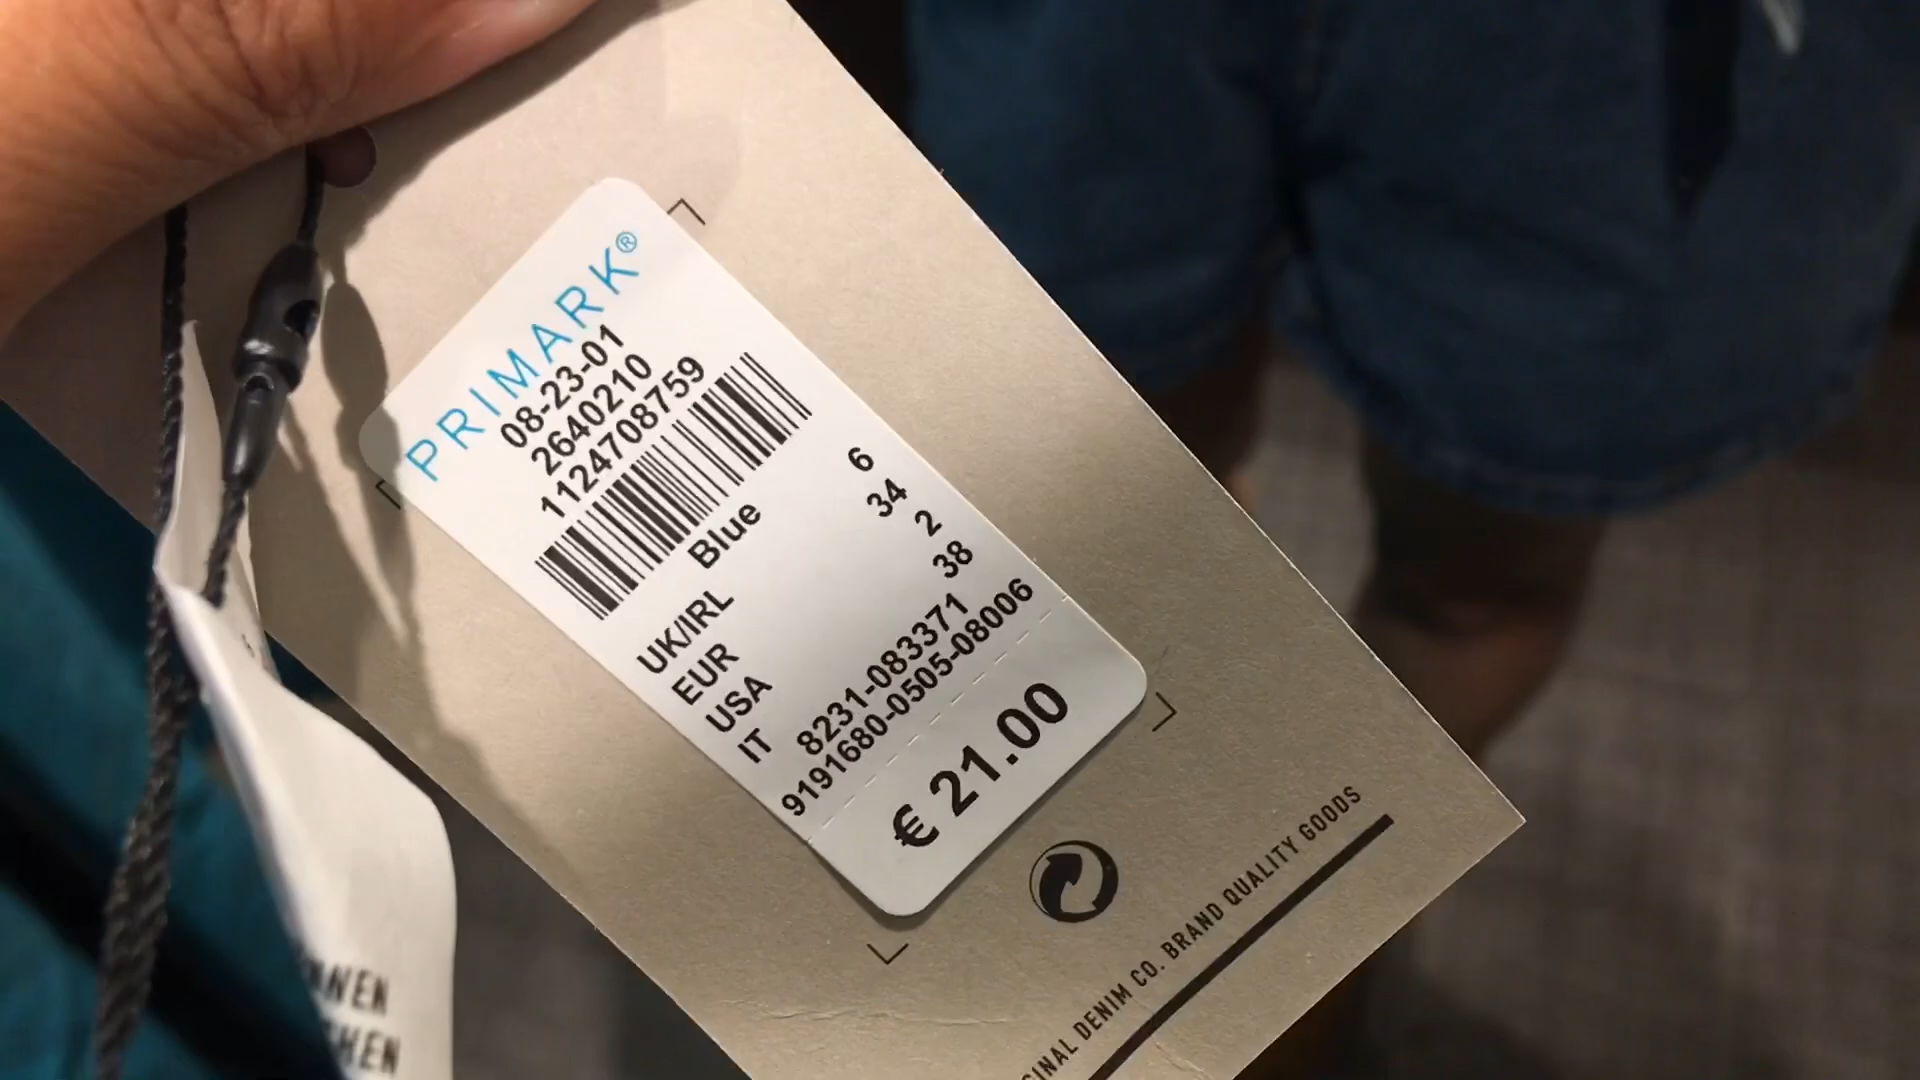 PRIMARK®
08-23-01
2640210
1124708759
Blue
UK/IRL 6
EUR 34
USA 2
IT 38
8231-083371
9191680-0505-08006
€ 21.00
DENIM CO. BRAND QUALITY GOODS